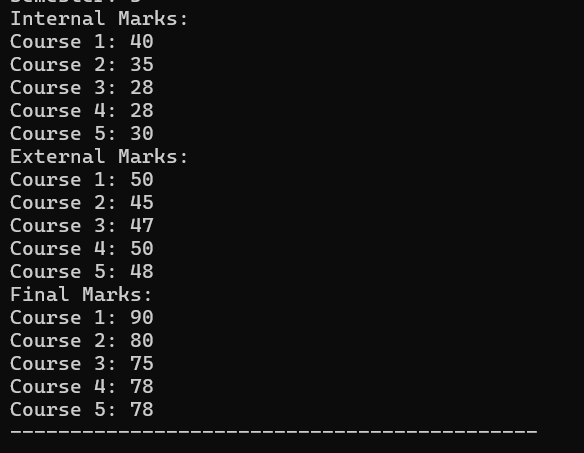 Internal Marks:
Course 1: 40
Course 2: 35
Course 3: 28
Course 4: 28
Course 5: 30
External Marks:
Course 1: 50
Course 2: 45
Course 3: 47
Course 4: 50
Course 5: 48
Final Marks:
Course 1: 90
Course 2: 80
Course 3: 75
Course 4: 78
Course 5: 78
--------------------------------------------